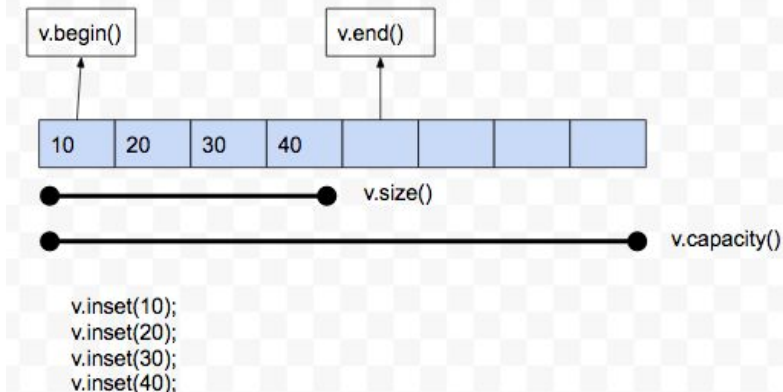 v.begin()
v.end()
10 20 30 40
v.size()
v.capacity()
v.inset(10);
v.inset(20);
v.inset(30);
v.inset(40);